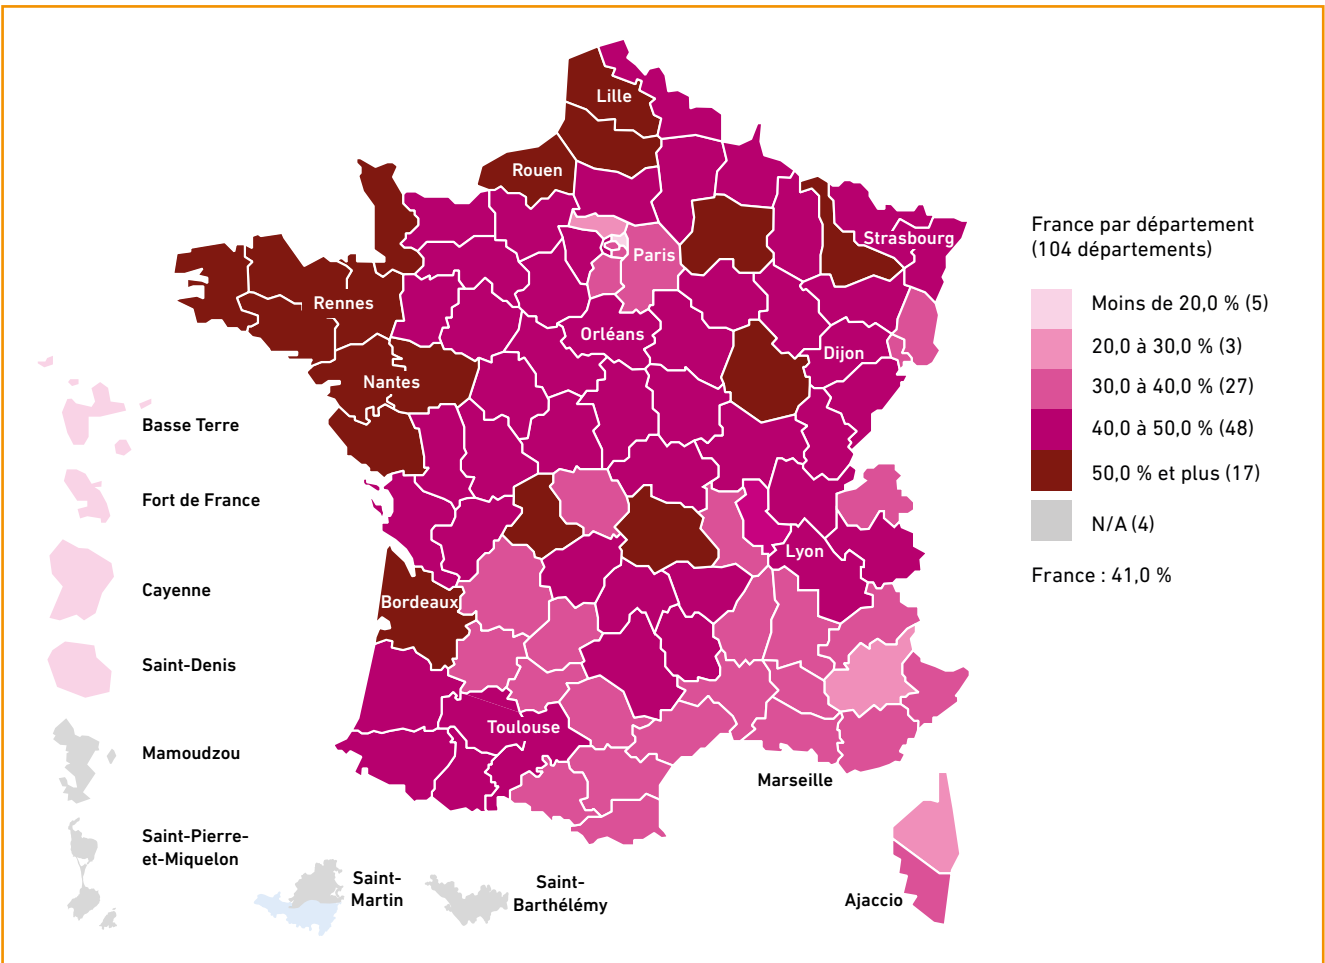 Lille
Rouen
Strasbourg
Paris
Rennes
Orléans
Dijon
Nantes
Lyon
Bordeaux
Toulouse
Marseille
Ajaccio
Basse Terre
Fort de France
Cayenne
Saint-Denis
Mamoudzou
Saint-Pierre-
et-Miquelon
Saint-
Martin
Saint-
Barthélémy
France par département
(104 départements)
Moins de 20,0 % (5)
20,0 à 30,0 % (3)
30,0 à 40,0 % (27)
40,0 à 50,0 % (48)
50,0 % et plus (17)
N/A (4)
France : 41,0 %